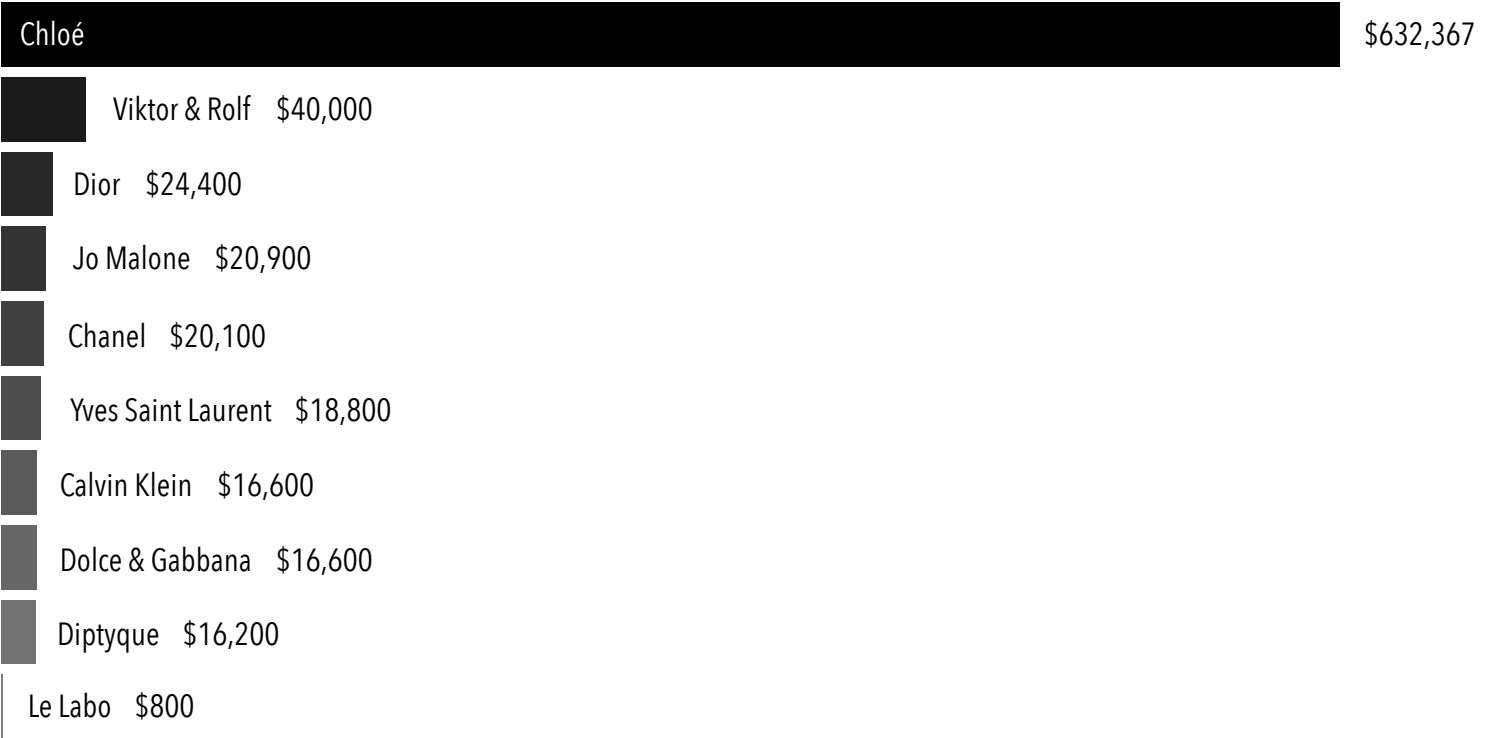 Chloé $632,367
Viktor & Rolf $40,000
Dior $24,400
Jo Malone $20,900
Chanel $20,100
Yves Saint Laurent $18,800
Calvin Klein $16,600
Dolce & Gabbana $16,600
Diptyque $16,200
Le Labo $800